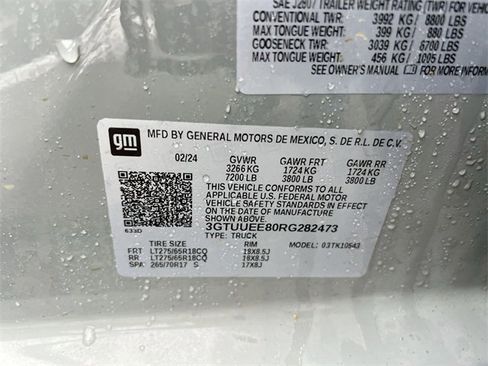 SAE J2807 TRAILER WEIGHT RATING (TWR) FOR VEHIC
CONVENTIONAL TWR: 3992 KG / 8800 LBS
MAX TONGUE WT: 399 KG / 880 LBS
GOOSENECK TWR: 3039 KG / 6700 LBS
MAX TONGUE WT: 456 KG / 1005 LBS
SEE OWNER'S MANUAL FOR MORE INFORMATION
gm
MFD BY GENERAL MOTORS DE MEXICO, S. DE R.L. DE C.V.
02/24 GVWR GAWR FRT GAWR RR
3266 KG 1724 KG 1724 KG
7200 LB 3800 LB 3800 LB
THIS VEHICLE CONFORMS TO ALL
APPLICABLE U.S. FEDERAL MOTOR
VEHICLE SAFETY STANDARDS IN
EFFECT ON THE DATE OF MANUFACTURE
SHOWN ABOVE.
3GTUUEE80RG282473
TYPE: TRUCK
TIRE SIZE RIM MODEL: 03TK10543
FRT LT275/65R18CQ 18X8.5J
RR LT275/65R18CQ 18X8.5J
SPA 265/70R17 S 17X8J